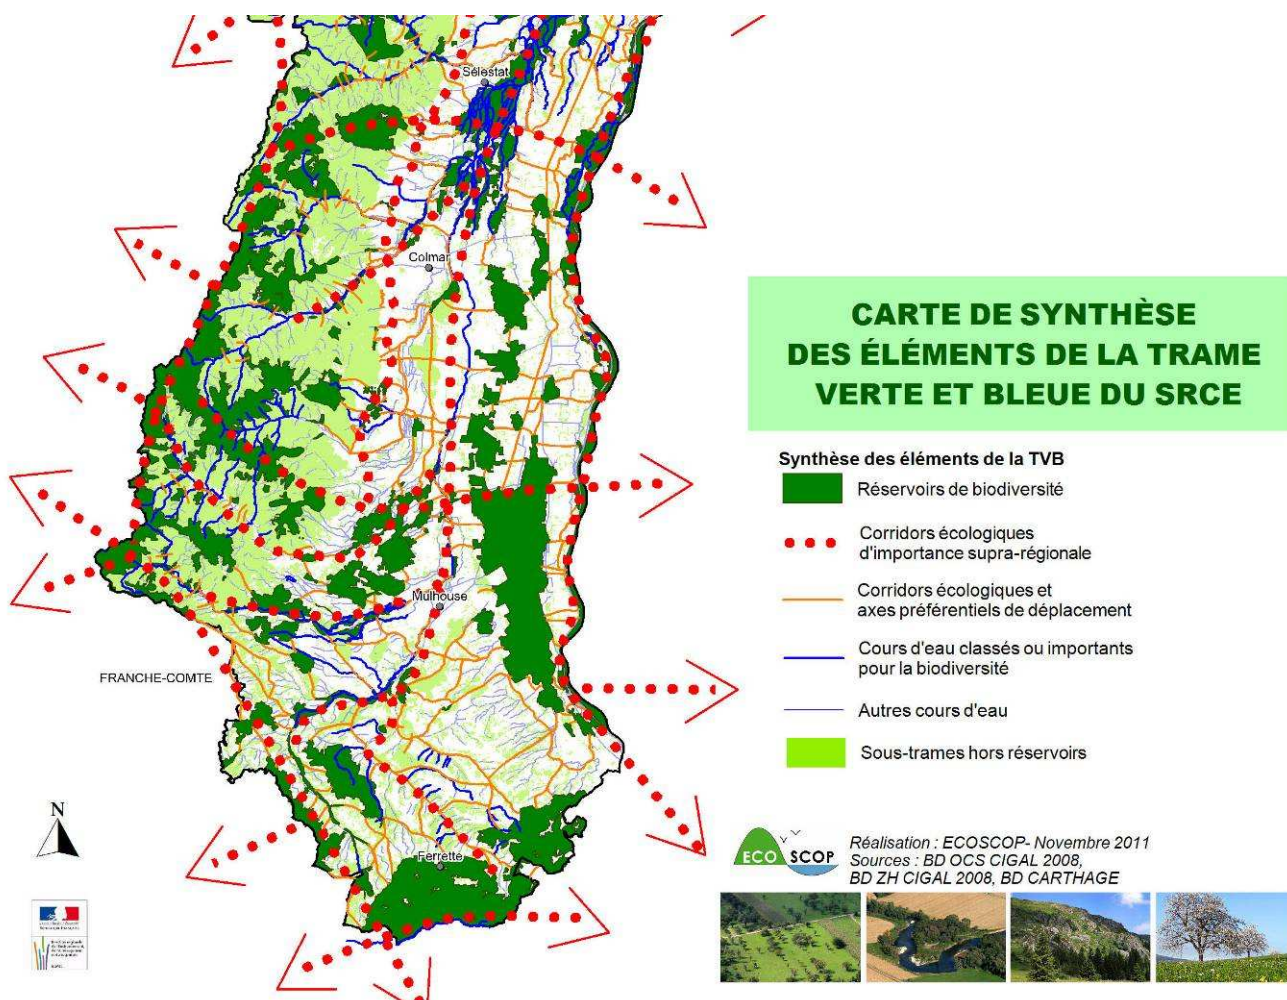 Sélestat
Colmar
Mulhouse
FRANCHE-COMTE
Ferrette
N
CARTE DE SYNTHÈSE
DES ÉLÉMENTS DE LA TRAME
VERTE ET BLEUE DU SRCE
Synthèse des éléments de la TVB
Réservoirs de biodiversité
Corridors écologiques
d'importance supra-régionale
Corridors écologiques et
axes préférentiels de déplacement
Cours d'eau classés ou importants
pour la biodiversité
Autres cours d'eau
Sous-trames hors réservoirs
ECO SCOP
Réalisation : ECOSCOP- Novembre 2011
Sources : BD OCS CIGAL 2008,
BD ZH CIGAL 2008, BD CARTHAGE